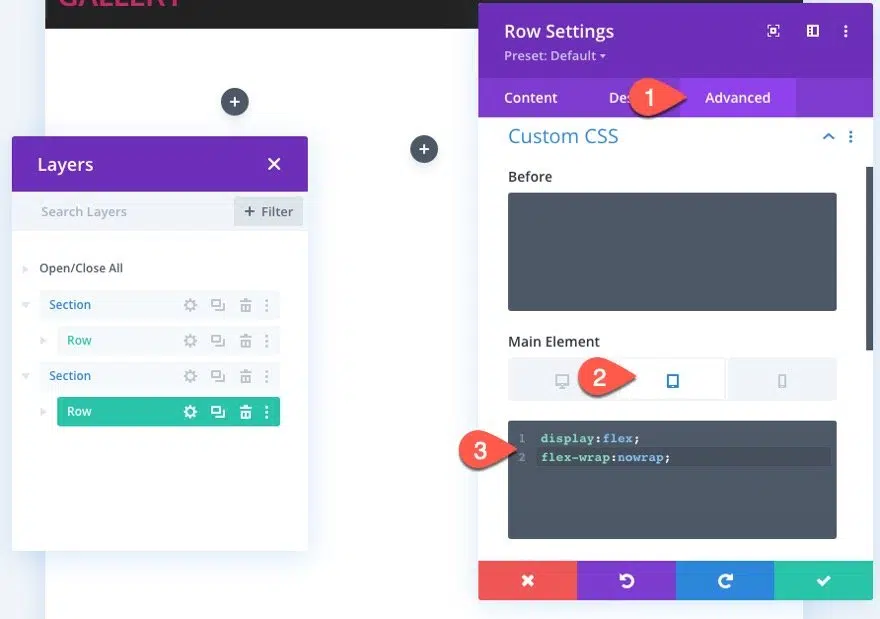 GALLERY
Row Settings
Preset: Default
Content
Advanced
1
Custom CSS
Before
Layers
Search Layers
+ Filter
Open/Close All
Section
Row
Section
Row
Main Element
2
3
1 display:flex;
2 flex-wrap:nowrap;